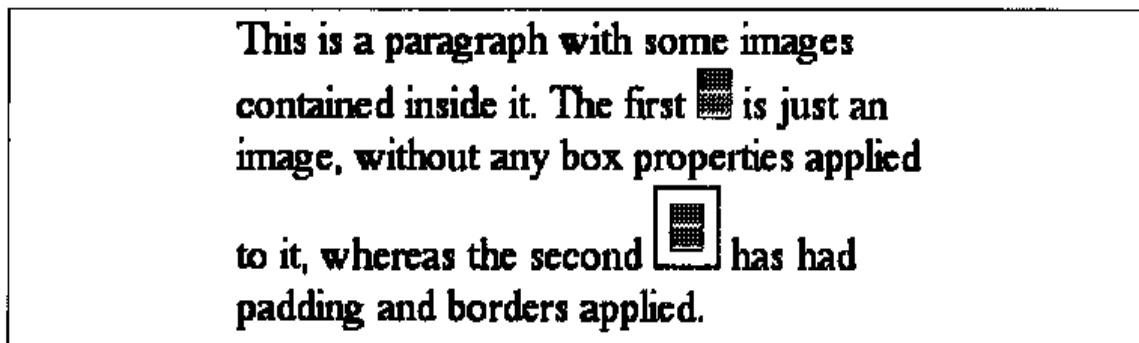 This is a paragraph with some images
contained inside it. The first is just an
image, without any box properties applied
to it, whereas the second has had
padding and borders applied.